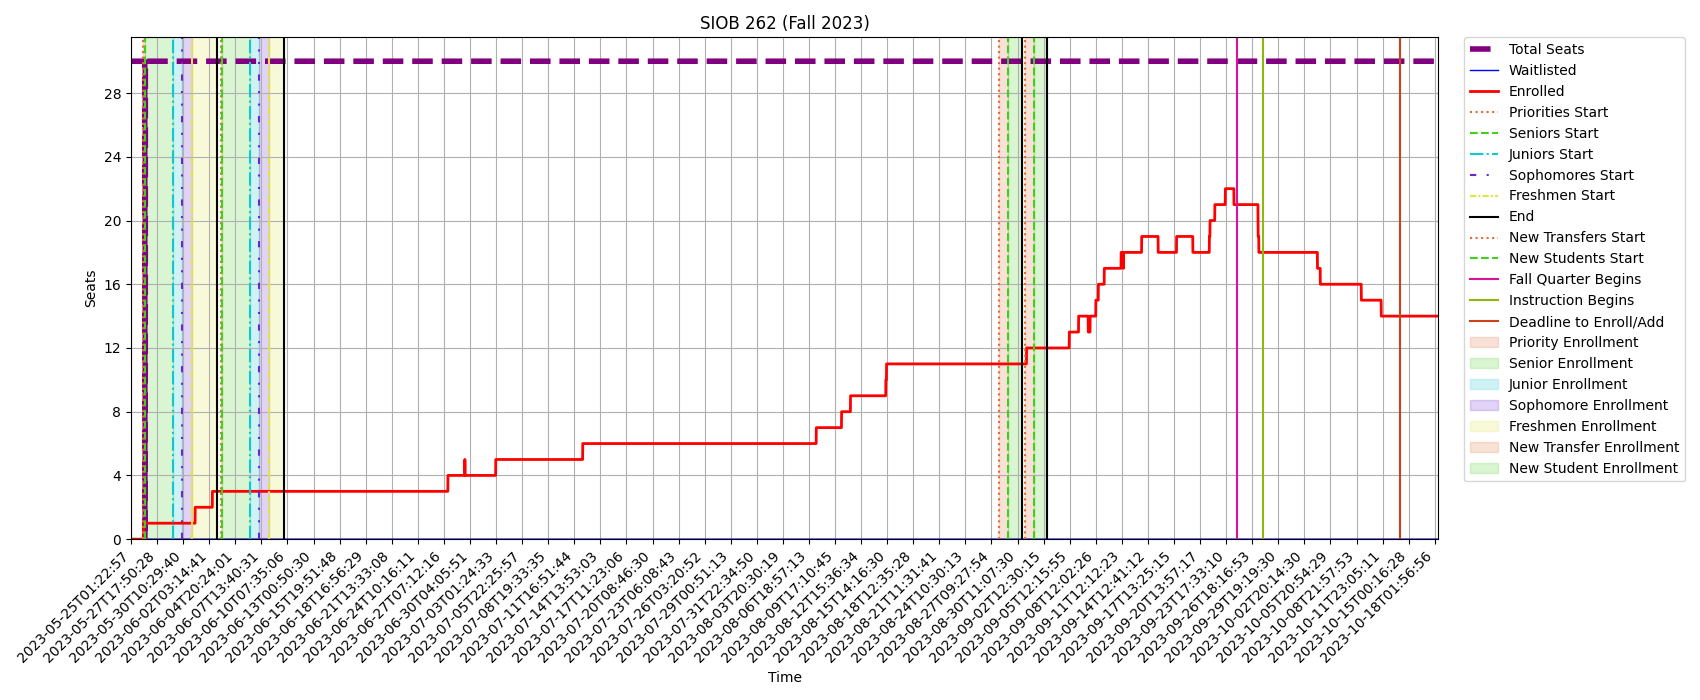 SIOB 262 (Fall 2023)
Seats
28
24
20
16
12
8
4
0
2023-05-25T01:22:57
2023-05-27T17:50:28
2023-05-30T10:29:40
2023-06-02T03:14:41
2023-06-04T20:24:01
2023-06-07T13:40:31
2023-06-10T07:35:06
2023-06-13T00:50:30
2023-06-15T19:51:48
2023-06-18T16:56:29
2023-06-21T13:33:08
2023-06-24T10:16:11
2023-06-27T07:12:16
2023-06-30T04:05:51
2023-07-03T01:24:33
2023-07-05T22:25:57
2023-07-08T19:33:35
2023-07-11T16:51:44
2023-07-14T13:53:03
2023-07-17T11:23:06
2023-07-20T08:46:30
2023-07-23T06:08:43
2023-07-26T03:20:52
2023-07-29T00:51:13
2023-07-31T22:34:50
2023-08-03T20:30:19
2023-08-06T18:57:13
2023-08-09T17:10:45
2023-08-12T15:36:34
2023-08-15T14:16:30
2023-08-18T12:35:28
2023-08-21T11:31:41
2023-08-24T10:30:13
2023-08-27T09:27:54
2023-08-30T11:07:30
2023-09-02T12:30:15
2023-09-05T12:15:55
2023-09-08T12:02:26
2023-09-11T12:12:23
2023-09-14T12:41:12
2023-09-17T13:25:15
2023-09-20T13:57:17
2023-09-23T17:33:10
2023-09-26T18:16:53
2023-09-29T19:19:30
2023-10-02T20:14:30
2023-10-05T20:54:29
2023-10-08T21:57:53
2023-10-11T23:05:11
2023-10-15T00:16:28
2023-10-18T01:56:56
Time
Total Seats
Waitlisted
Enrolled
Priorities Start
Seniors Start
Juniors Start
Sophomores Start
Freshmen Start
End
New Transfers Start
New Students Start
Fall Quarter Begins
Instruction Begins
Deadline to Enroll/Add
Priority Enrollment
Senior Enrollment
Junior Enrollment
Sophomore Enrollment
Freshmen Enrollment
New Transfer Enrollment
New Student Enrollment